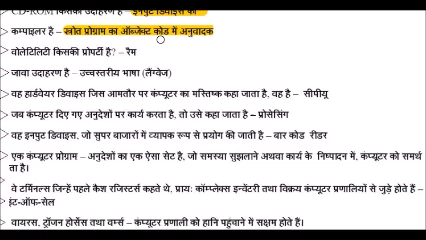 CD-ROM किसका उदाहरण है – इनपुट डिवाइस का
कम्पाइलर है – स्त्रोत प्रोग्राम का ऑब्जेक्ट कोड में अनुवादक
वोलेटिलिटी किसकी प्रोपर्टी है? – रैम
जावा उदाहरण है – उच्चस्तरीय भाषा (लैंग्वेज)
वह हार्डवेयर डिवाइस जिस आमतौर पर कंप्यूटर का मस्तिष्क कहा जाता है, वह है – सीपीयू
जब कंप्यूटर दिए गए अनुदेशों पर कार्य करता है, तो उसे कहा जाता है – प्रोसेसिंग
वह इनपुट डिवाइस, जो सुपर बाजारों में व्यापक रूप से प्रयोग की जाती है – बार कोड रीडर
एक कंप्यूटर प्रोग्राम – अनुदेशों का एक ऐसा सेट है, जो समस्या सुझलाने अथवा कार्य के निष्पादन में, कंप्यूटर को समर्थ
ता है।
वे टर्मिनल्स जिन्हें पहले कैश रजिस्टर्स कहते थे, प्रायः कॉम्प्लेक्स इन्वेंटरी तथा विक्रय कंप्यूटर प्रणालियों से जुड़े होते हैं –
इंट-ऑफ-सेल
वायरस, ट्रॉजन होर्सेस तथा वर्म्स – कंप्यूटर प्रणाली को हानि पहुंचाने में सक्षम होते हैं।